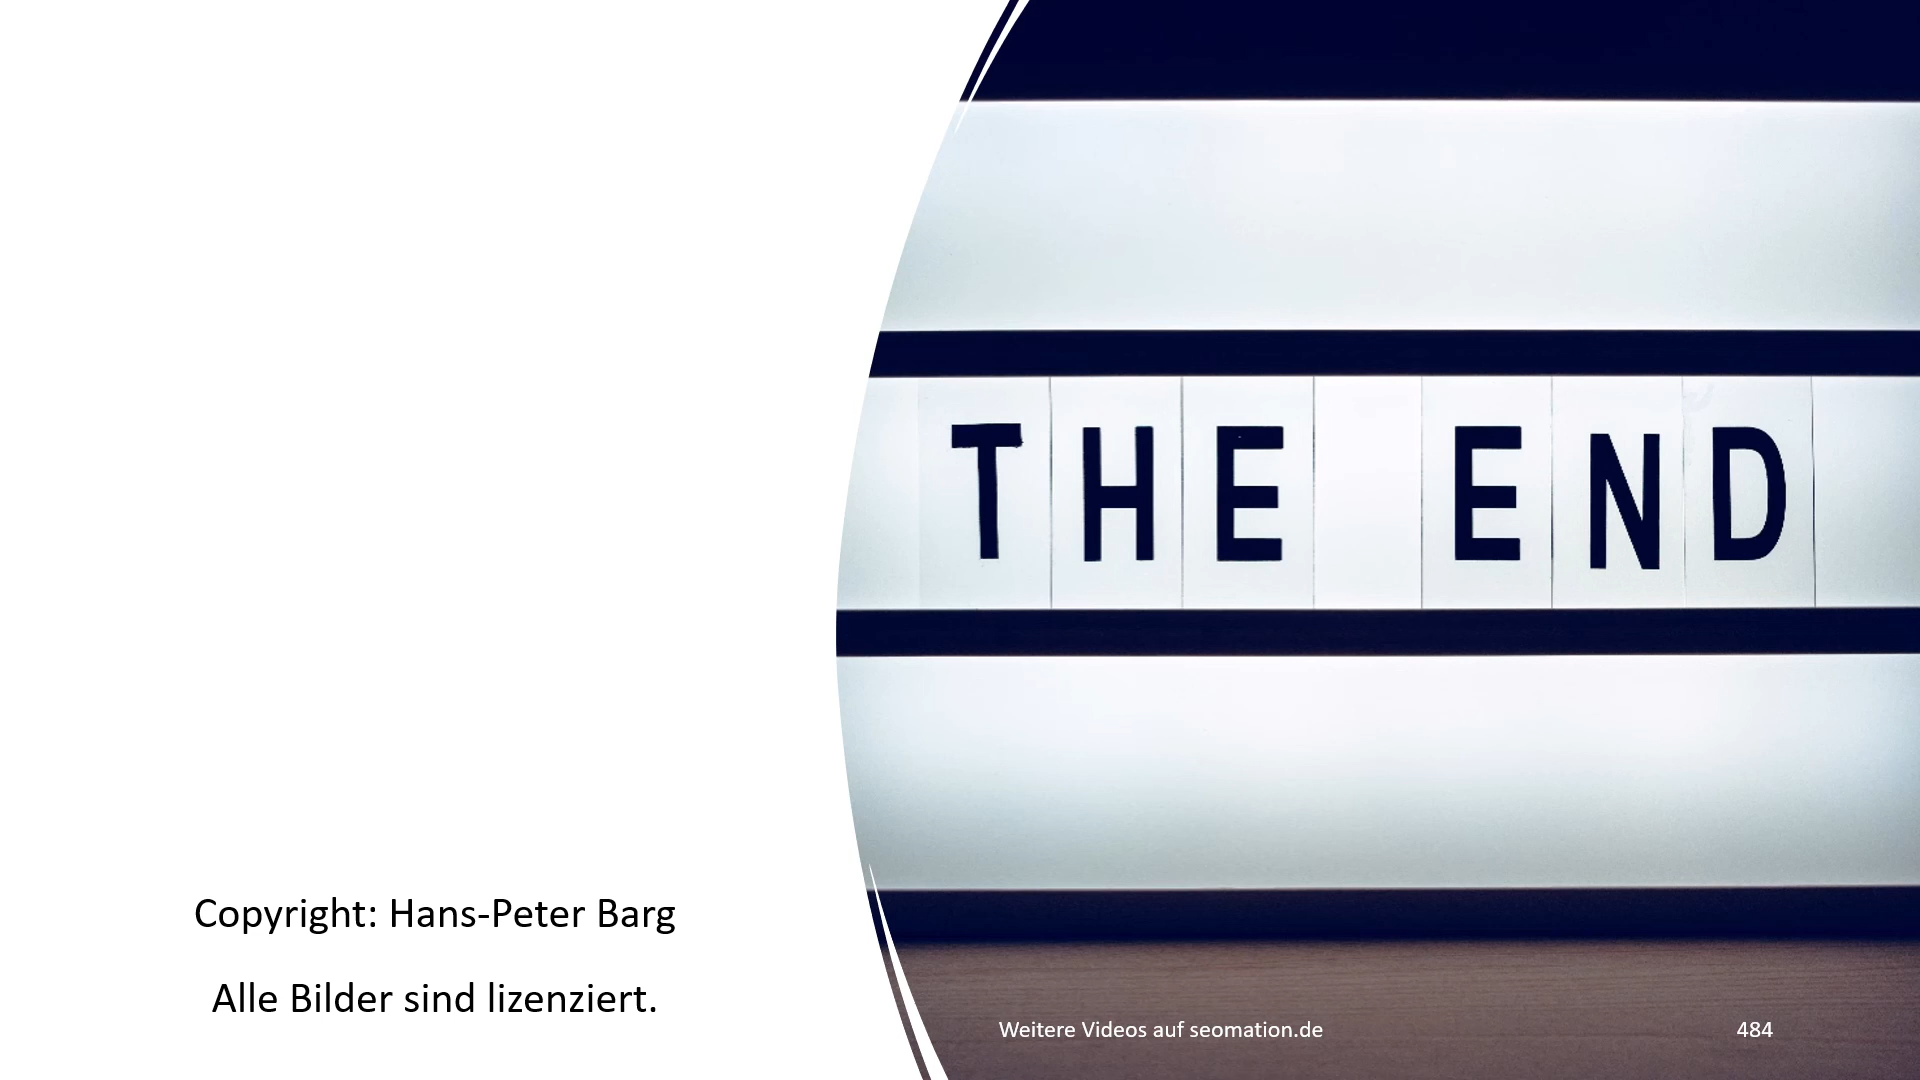 THE END
Copyright: Hans-Peter Barg
Alle Bilder sind lizenziert.
Weitere Videos auf seomation.de
484